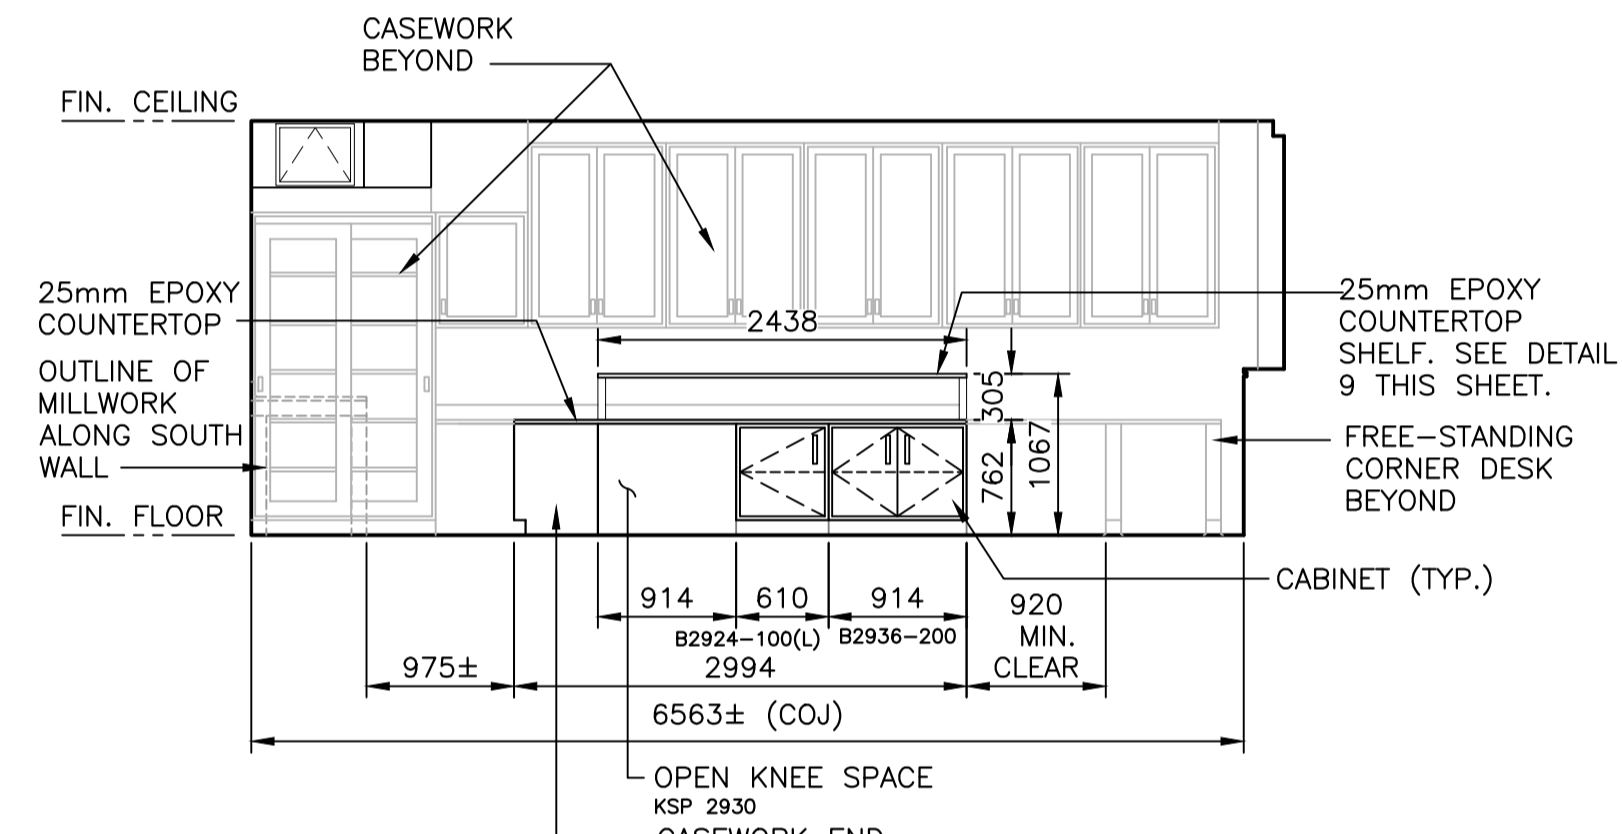 CASEWORK
BEYOND
FIN. CEILING
25mm EPOXY
COUNTERTOP
OUTLINE OF
MILLWORK
ALONG SOUTH
WALL
FIN. FLOOR
2438
305
762
1067
25mm EPOXY
COUNTERTOP
SHELF. SEE DETAIL
9 THIS SHEET.
FREE-STANDING
CORNER DESK
BEYOND
CABINET (TYP.)
914
610
914
B2924-100(L)
B2936-200
920
MIN.
CLEAR
975±
2994
6563± (COJ)
OPEN KNEE SPACE
KSP 2930
CASEWORK END